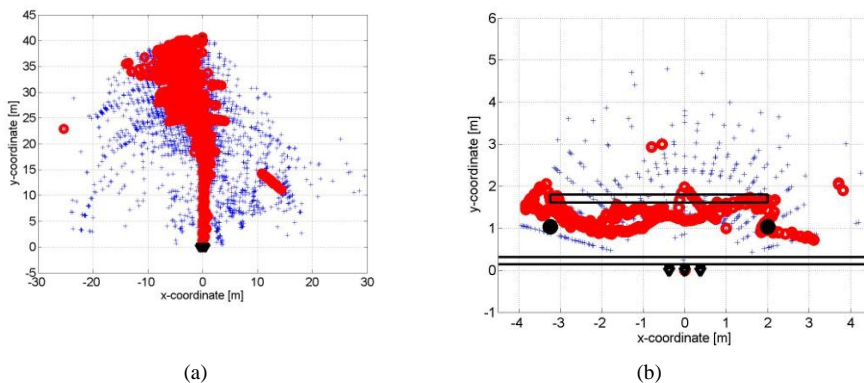 45
40
35
30
25
20
15
10
5
0
-5
y-coordinate [m]
-30 -20 -10 0 10 20 30
x-coordinate [m]
(a)
6
5
4
3
2
1
0
-1
y-coordinate [m]
-4 -3 -2 -1 0 1 2 3 4
x-coordinate [m]
(b)